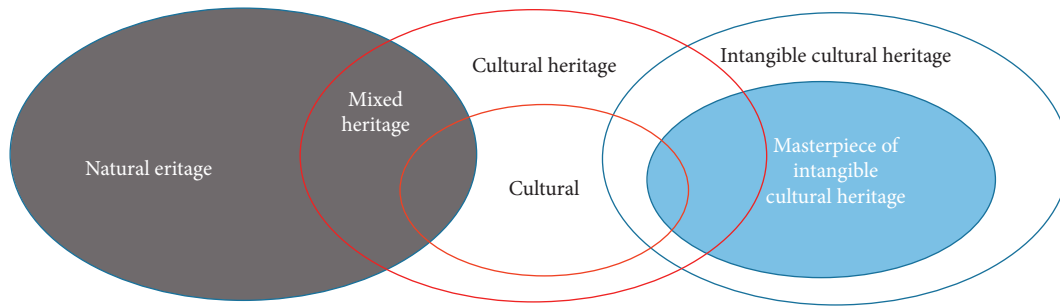 Natural eritage
Mixed
heritage
Cultural heritage
Cultural
Intangible cultural heritage
Masterpiece of
intangible
cultural heritage